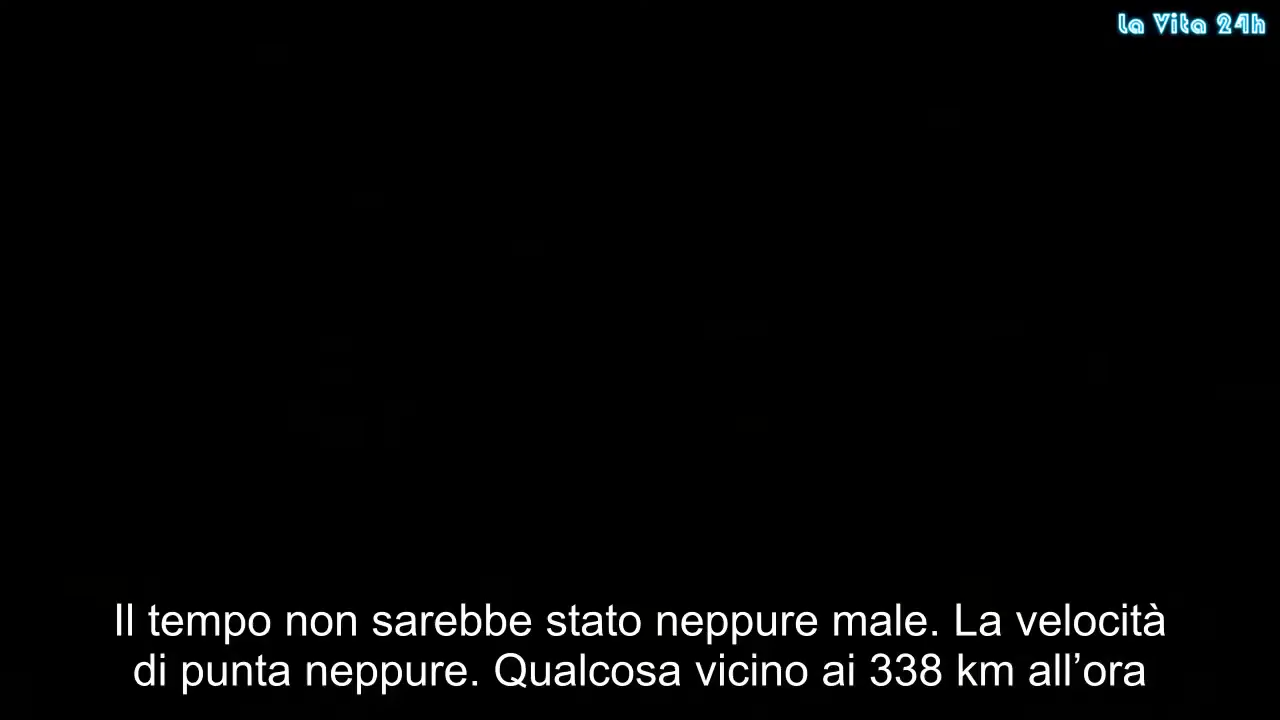 La Vita 24h
Il tempo non sarebbe stato neppure male. La velocità
di punta neppure. Qualcosa vicino ai 338 km all’ora